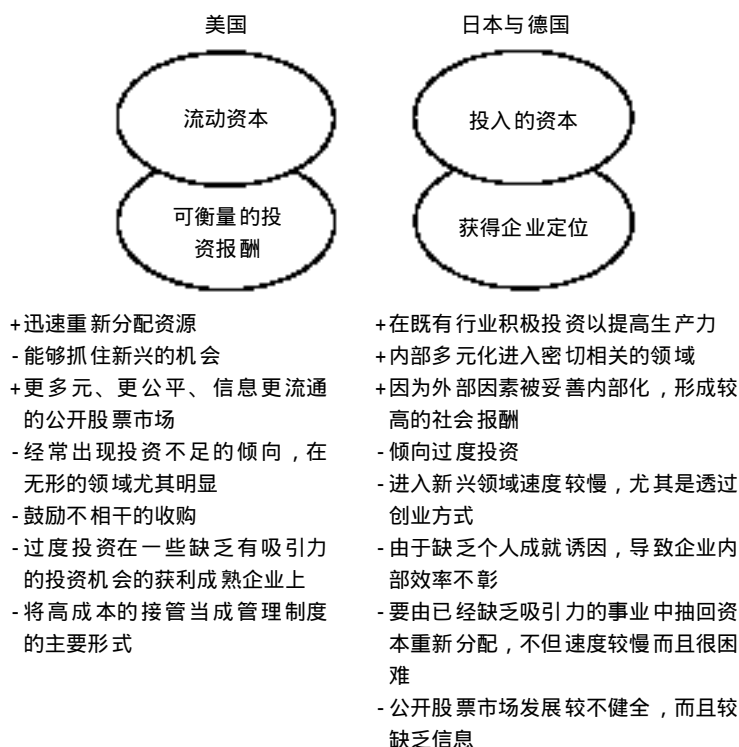 美国
流动资本
可衡量的投
资报酬
+迅速重新分配资源
-能够抓住新兴的机会
+更多元、更公平、信息更流通
的公开股票市场
-经常出现投资不足的倾向，在
无形的领域尤其明显
-鼓励不相干的收购
-过度投资在一些缺乏有吸引力
的投资机会的获利成熟企业上
-将高成本的接管当成管理制度
的主要形式
日本与德国
投入的资本
获得企业定位
+在既有行业积极投资以提高生产力
+内部多元化进入密切相关的领域
+因为外部因素被妥善内部化，形成较
高的社会报酬
-倾向过度投资
-进入新兴领域速度较慢，尤其是透过
创业方式
-由于缺乏个人成就诱因，导致企业内
部效率不彰
-要由已经缺乏吸引力的事业中抽回资
本重新分配，不但速度较慢而且很困
难
-公开股票市场发展较不健全，而且较
缺乏信息